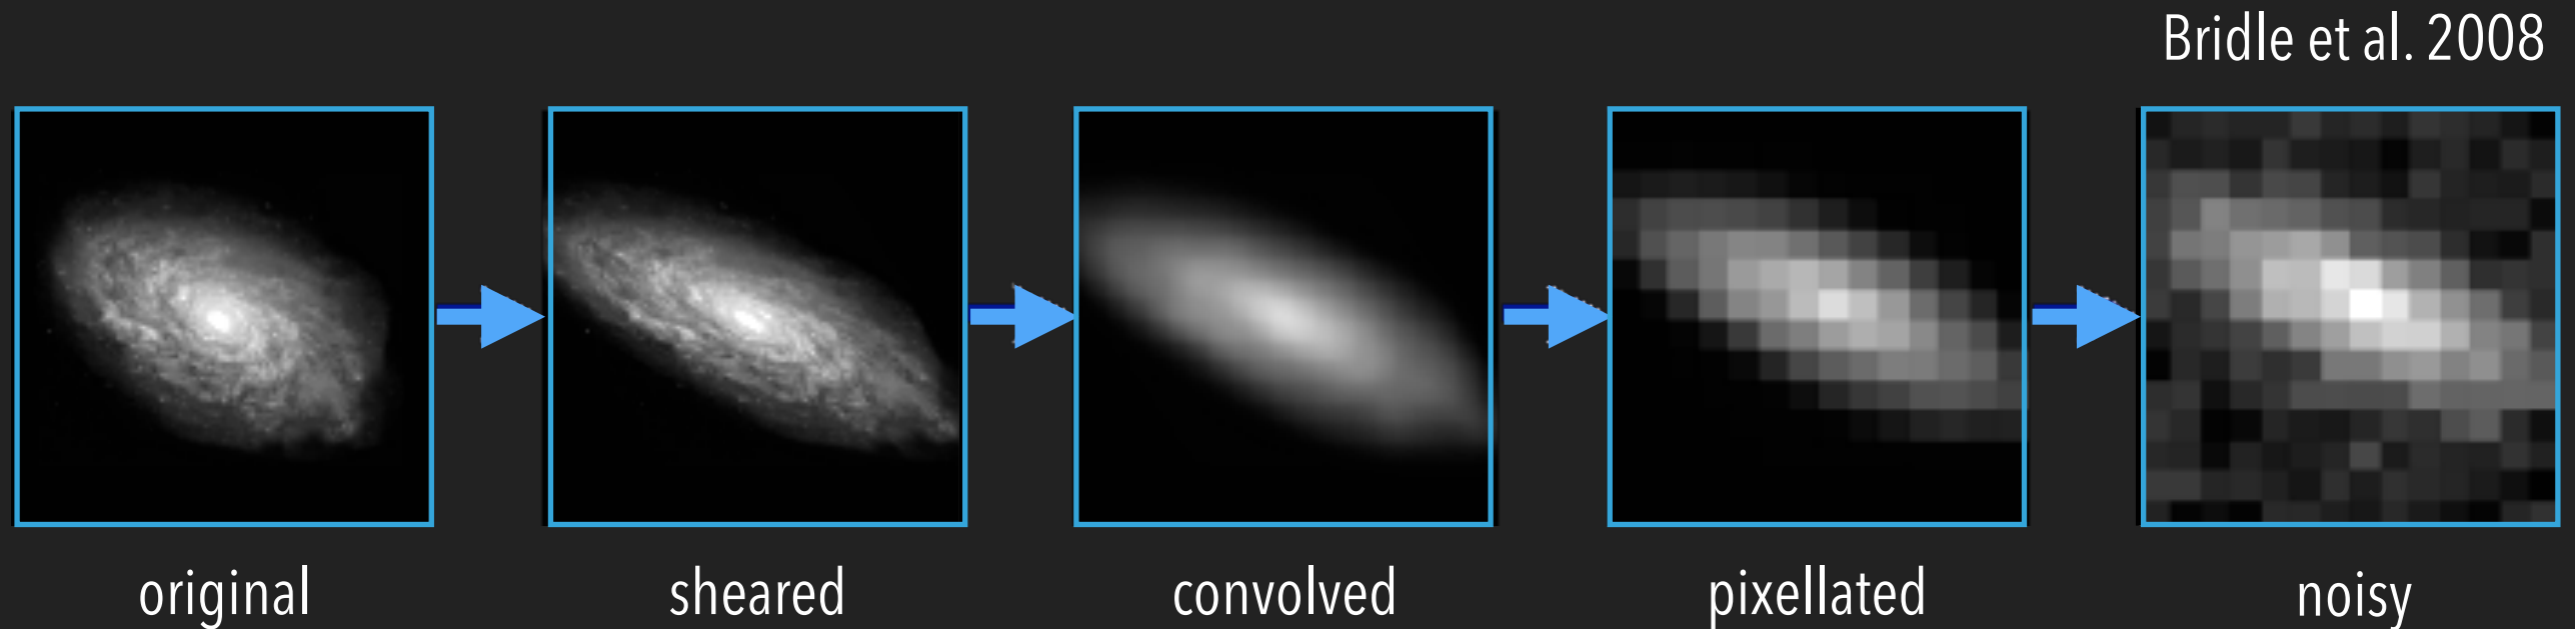 Bridle et al. 2008
original
sheared
convolved
pixellated
noisy